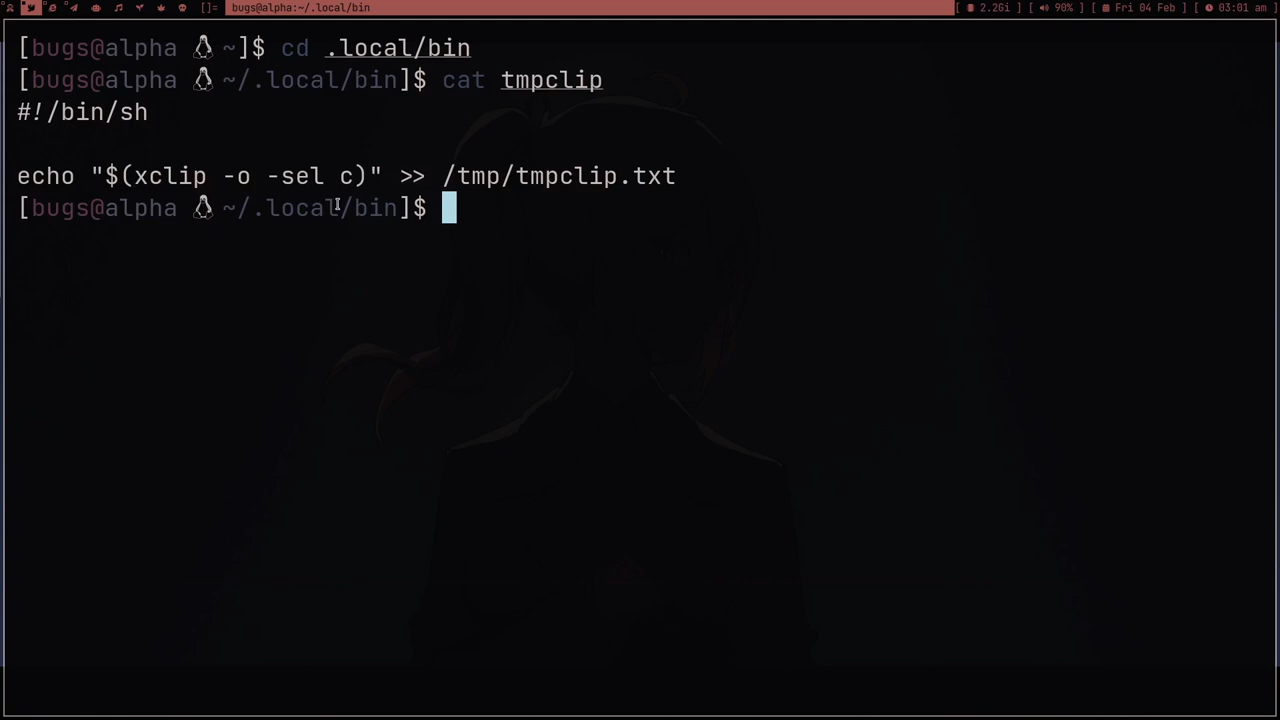 []= bugs@alpha:~/.local/bin [ 2.2Gi ] [ 90% ] [ Fri 04 Feb ] [ 03:01 am ]
[bugs@alpha ~]$ cd .local/bin
[bugs@alpha ~/.local/bin]$ cat tmpclip
#!/bin/sh
echo "$(xclip -o -sel c)" >> /tmp/tmpclip.txt
[bugs@alpha ~/.local/bin]$